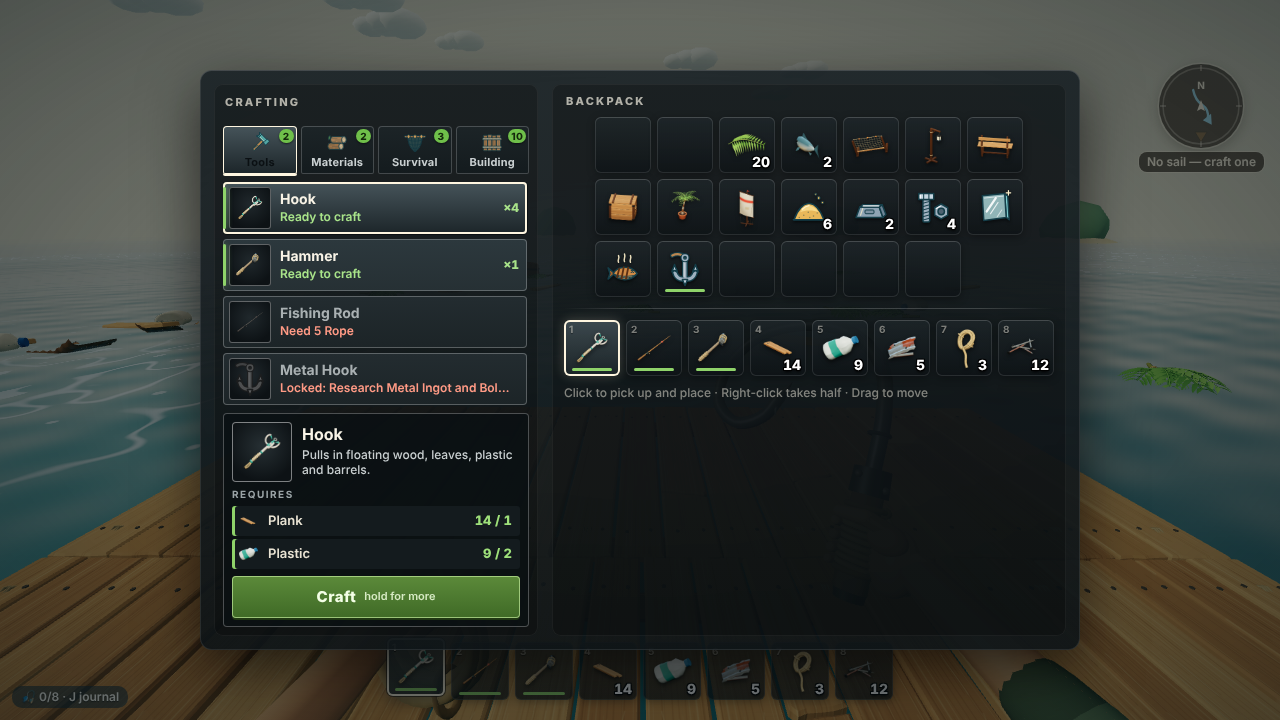 CRAFTING
2
Tools
2
Materials
3
Survival
10
Building
Hook
Ready to craft
×4
Hammer
Ready to craft
×1
Fishing Rod
Need 5 Rope
Metal Hook
Locked: Research Metal Ingot and Bol...
Hook
Pulls in floating wood, leaves, plastic
and barrels.
REQUIRES
Plank 14 / 1
Plastic 9 / 2
Craft hold for more
BACKPACK
20
2
6
2
4
1
2
3
4 14
5 9
6 5
7 3
8 12
Click to pick up and place · Right-click takes half · Drag to move
N
No sail — craft one
0/8 · J journal
14
9
5
3
12